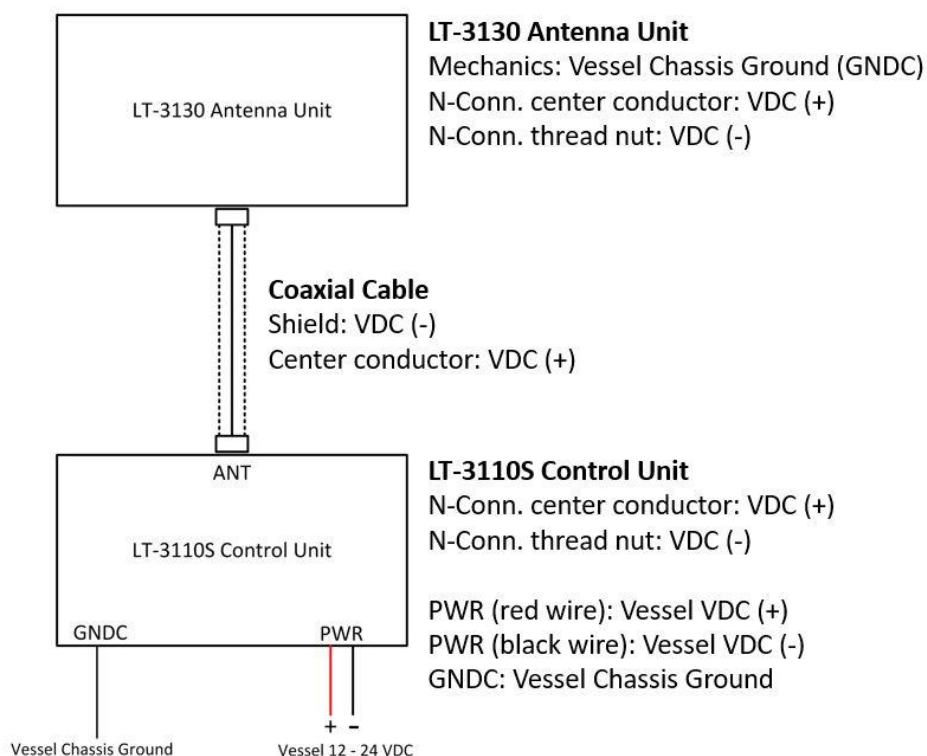 LT-3130 Antenna Unit
LT-3130 Antenna Unit
Mechanics: Vessel Chassis Ground (GNDC)
N-Conn. center conductor: VDC (+)
N-Conn. thread nut: VDC (-)
Coaxial Cable
Shield: VDC (-)
Center conductor: VDC (+)
ANT
LT-3110S Control Unit
GNDC
PWR
LT-3110S Control Unit
N-Conn. center conductor: VDC (+)
N-Conn. thread nut: VDC (-)
PWR (red wire): Vessel VDC (+)
PWR (black wire): Vessel VDC (-)
GNDC: Vessel Chassis Ground
+ -
Vessel Chassis Ground
Vessel 12 - 24 VDC